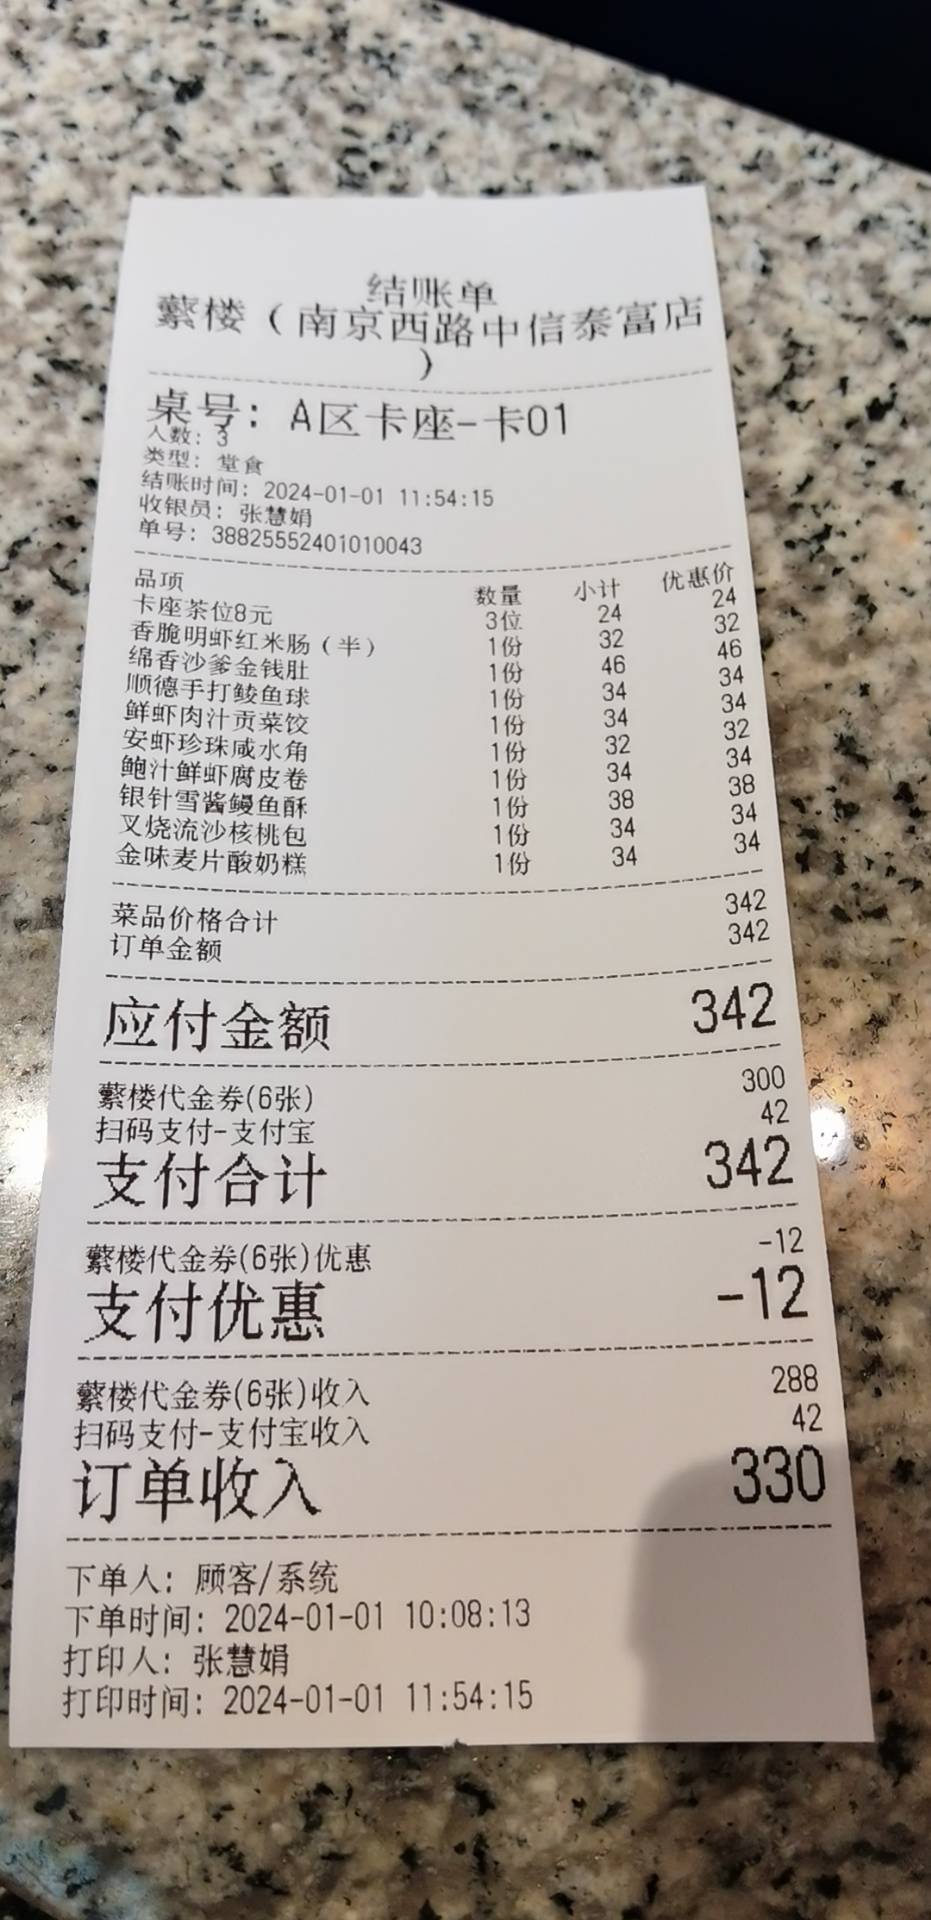 结账单
蘩楼（南京西路中信泰富店
）
桌号：A区卡座-卡01
人数：3
类型：堂食
结账时间：2024-01-01 11:54:15
收银员：张慧娟
单号：38825552401010043
品项 数量 小计 优惠价
卡座茶位8元 3位 24 24
香脆明虾红米肠（半） 1份 32 32
绵香沙爹金钱肚 1份 46 46
顺德手打鲮鱼球 1份 34 34
鲜虾肉汁贡菜饺 1份 34 34
安虾珍珠咸水角 1份 32 32
鲍汁鲜虾腐皮卷 1份 34 34
银针雪酱鳗鱼酥 1份 38 38
叉烧流沙核桃包 1份 34 34
金味麦片酸奶糕 1份 34 34
菜品价格合计 342
订单金额 342
应付金额 342
蘩楼代金券(6张) 300
扫码支付-支付宝 42
支付合计 342
蘩楼代金券(6张)优惠 -12
支付优惠 -12
蘩楼代金券(6张)收入 288
扫码支付-支付宝收入 42
订单收入 330
下单人：顾客/系统
下单时间：2024-01-01 10:08:13
打印人：张慧娟
打印时间：2024-01-01 11:54:15